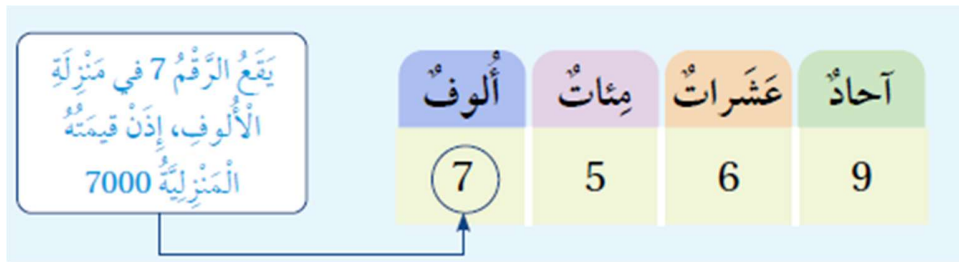 آحادٌ عَشَراتٌ مِئاتٌ أُلوفٌ
7 5 6 9
يَقَعُ الرَّقْمُ 7 في مَنْزِلَةِ
الْأُلوفِ، إِذَنْ قيمَتُهُ
الْمَنْزِلِيَّةُ 7000